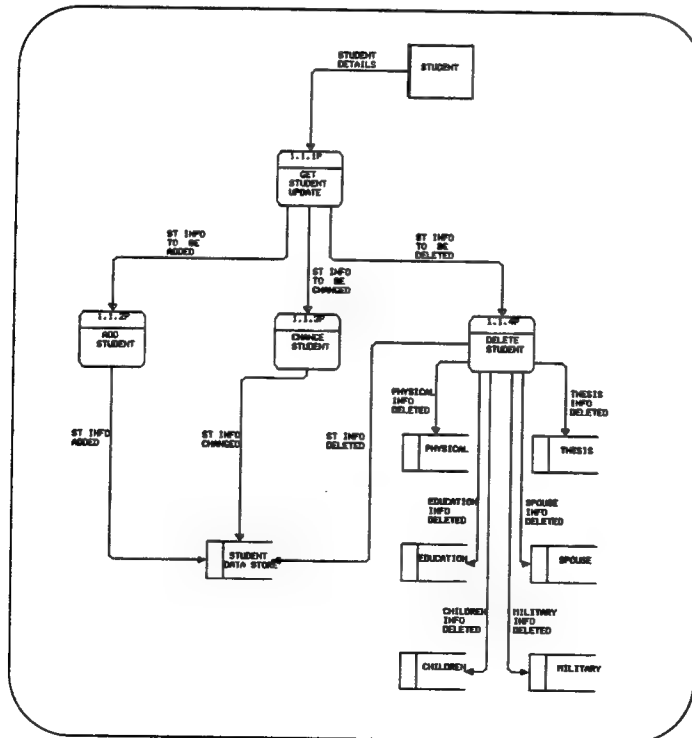 STUDENT
DETAILS
STUDENT
1.1.1P
GET
STUDENT
UPDATE
ST INFO
TO BE
ADDED
ST INFO
TO BE
CHANGED
ST INFO
TO BE
DELETED
1.1.2P
ADD
STUDENT
1.1.3P
CHANGE
STUDENT
1.1.4P
DELETE
STUDENT
PHYSICAL
INFO
DELETED
THESIS
INFO
DELETED
ST INFO
ADDED
ST INFO
CHANGED
ST INFO
DELETED
PHYSICAL
THESIS
EDUCATION
INFO
DELETED
SPOUSE
INFO
DELETED
STUDENT
DATA STORE
EDUCATION
SPOUSE
CHILDREN
INFO
DELETED
MILITARY
INFO
DELETED
CHILDREN
MILITARY